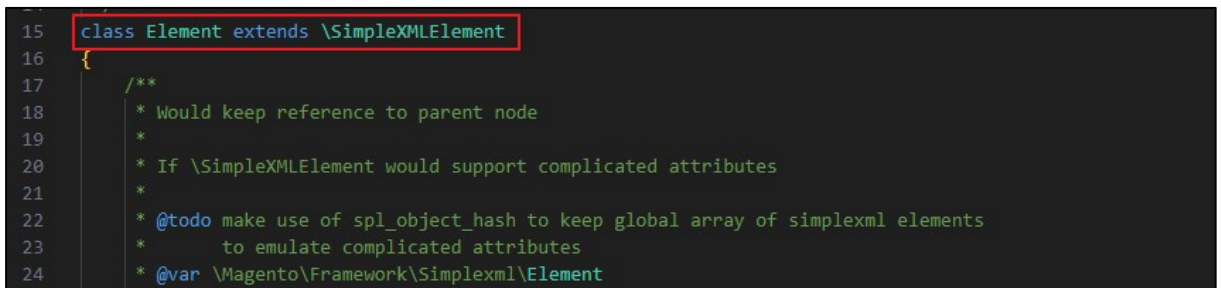 15 class Element extends \SimpleXMLElement
16 {
17 /**
18 * Would keep reference to parent node
19 *
20 * If \SimpleXMLElement would support complicated attributes
21 *
22 * @todo make use of spl_object_hash to keep global array of simplexml elements
23 * to emulate complicated attributes
24 * @var \Magento\Framework\Simplexml\Element